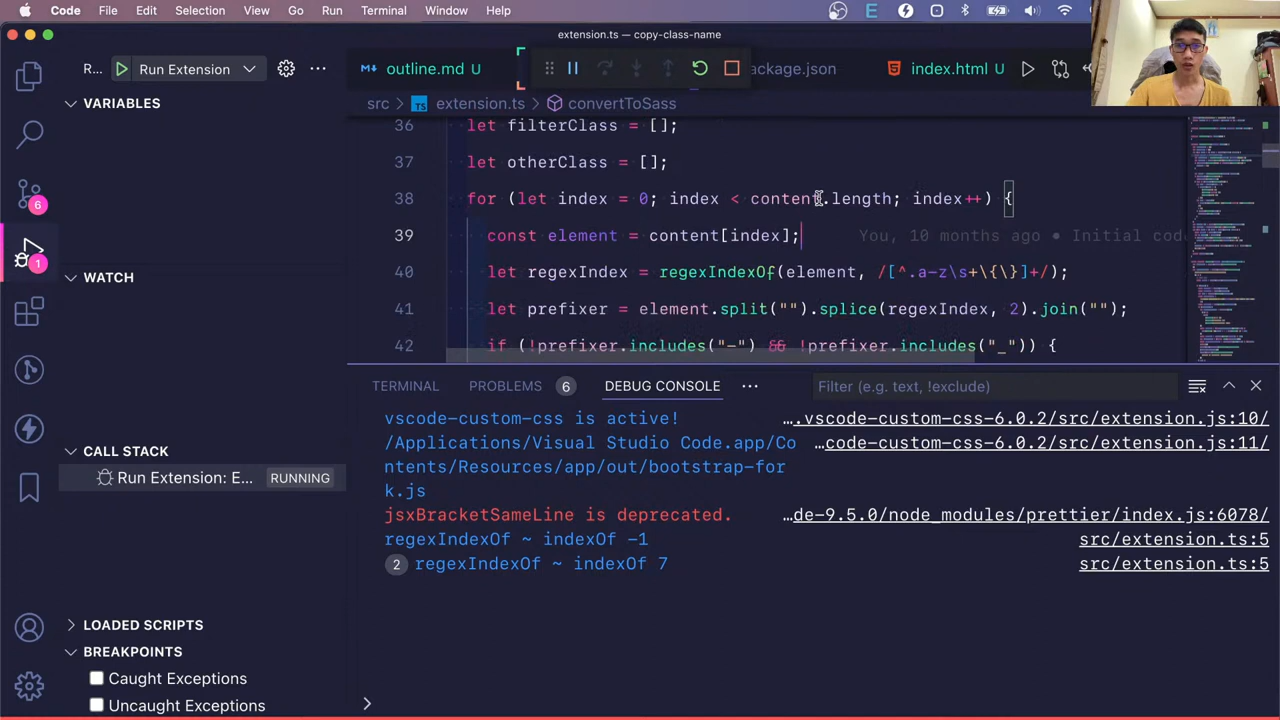 Code File Edit Selection View Go Run Terminal Window Help
extension.ts — copy-class-name
R... Run Extension
outline.md U
ackage.json
index.html U
VARIABLES
src > extension.ts > convertToSass
36 let filterClass = [];
37 let otherClass = [];
38 for (let index = 0; index < content.length; index++) {
39 const element = content[index]; You, 10 months ago • Initial cod
40 let regexIndex = regexIndexOf(element, /[^.a-z\s+\{\}]+/);
41 let prefixer = element.split("").splice(regexIndex, 2).join("");
42 if (!prefixer.includes("-") && !prefixer.includes("_")) {
6
1
WATCH
TERMINAL PROBLEMS 6 DEBUG CONSOLE ... Filter (e.g. text, !exclude)
vscode-custom-css is active! ….vscode-custom-css-6.0.2/src/extension.js:10/
/Applications/Visual Studio Code.app/Co …code-custom-css-6.0.2/src/extension.js:11/
ntents/Resources/app/out/bootstrap-for
k.js
jsxBracketSameLine is deprecated. …de-9.5.0/node_modules/prettier/index.js:6078/
regexIndexOf ~ indexOf -1 src/extension.ts:5
2 regexIndexOf ~ indexOf 7 src/extension.ts:5
CALL STACK
Run Extension: E... RUNNING
LOADED SCRIPTS
BREAKPOINTS
Caught Exceptions
Uncaught Exceptions